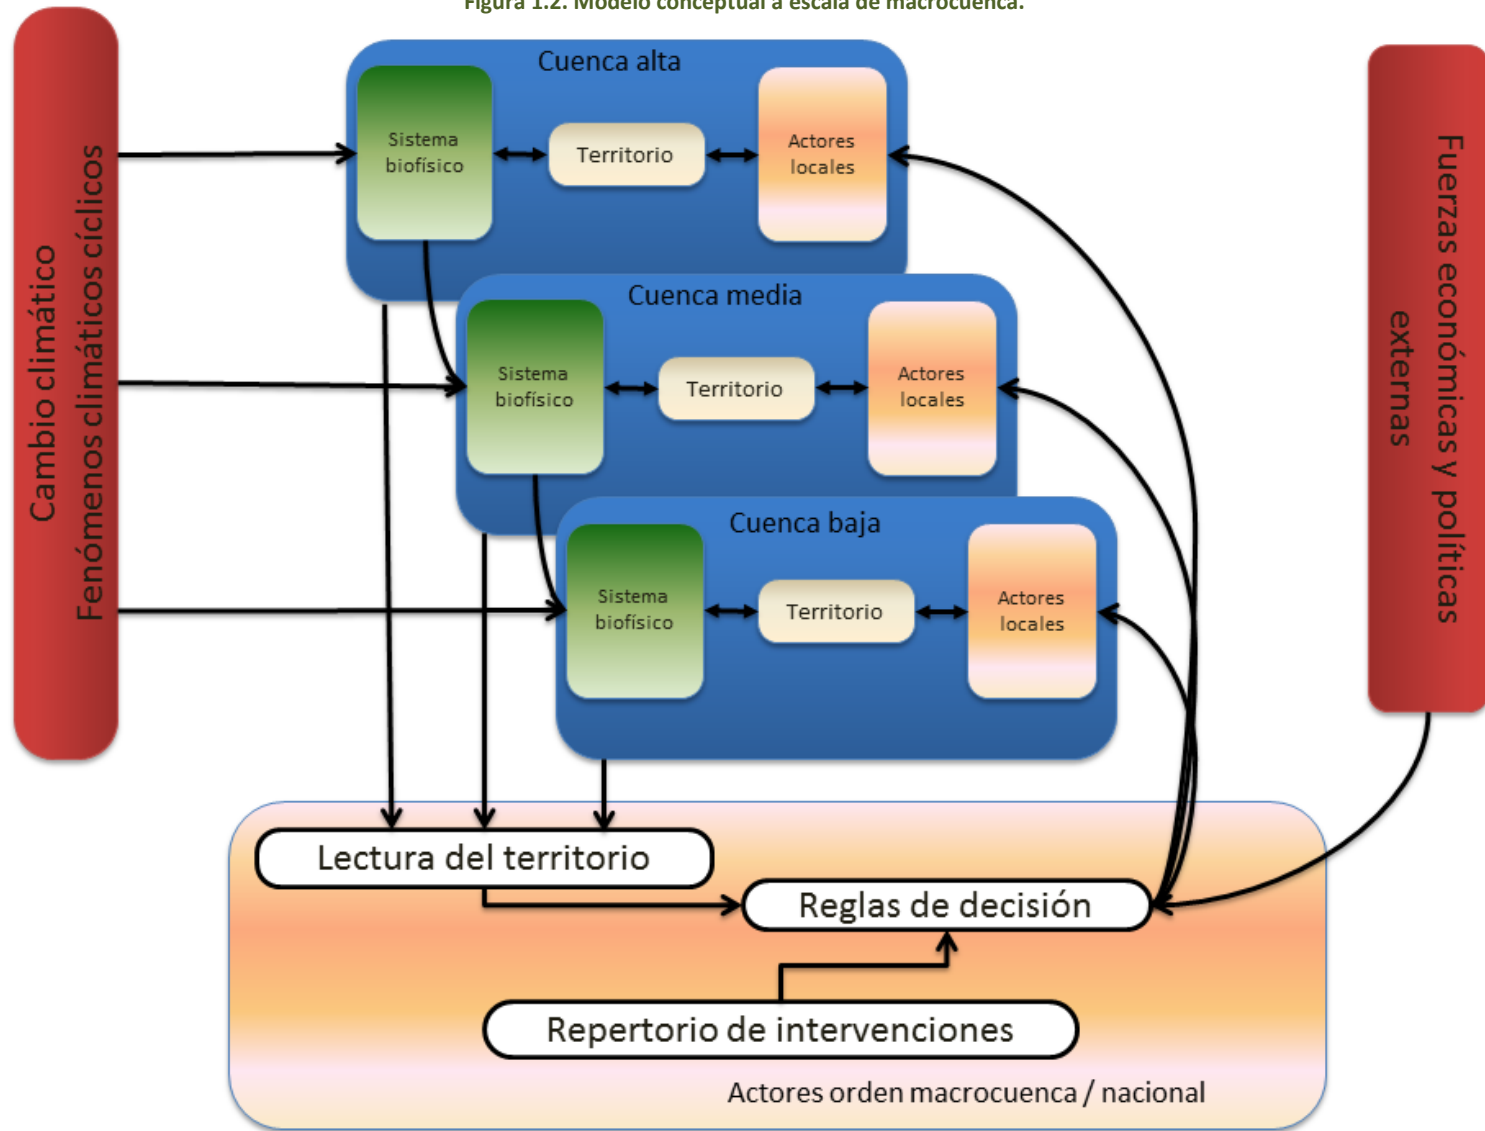 Figura 1.2. Modelo conceptual a escala de macrocuenca.
Cambio climático
Fenómenos climáticos cíclicos
Cuenca alta
Sistema
biofísico
Territorio
Actores
locales
Cuenca media
Sistema
biofísico
Territorio
Actores
locales
Cuenca baja
Sistema
biofísico
Territorio
Actores
locales
Fuerzas económicas y políticas
externas
Lectura del territorio
Reglas de decisión
Repertorio de intervenciones
Actores orden macrocuenca / nacional